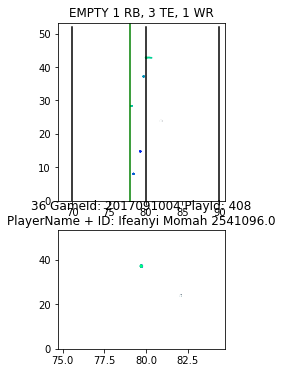 EMPTY 1 RB, 3 TE, 1 WR
50
40
30
20
10
0
70 75 80 85 90
36 GameId: 2017091004 PlayId: 408
PlayerName + ID: Ifeanyi Momah 2541096.0
40
20
0
75.0 77.5 80.0 82.5